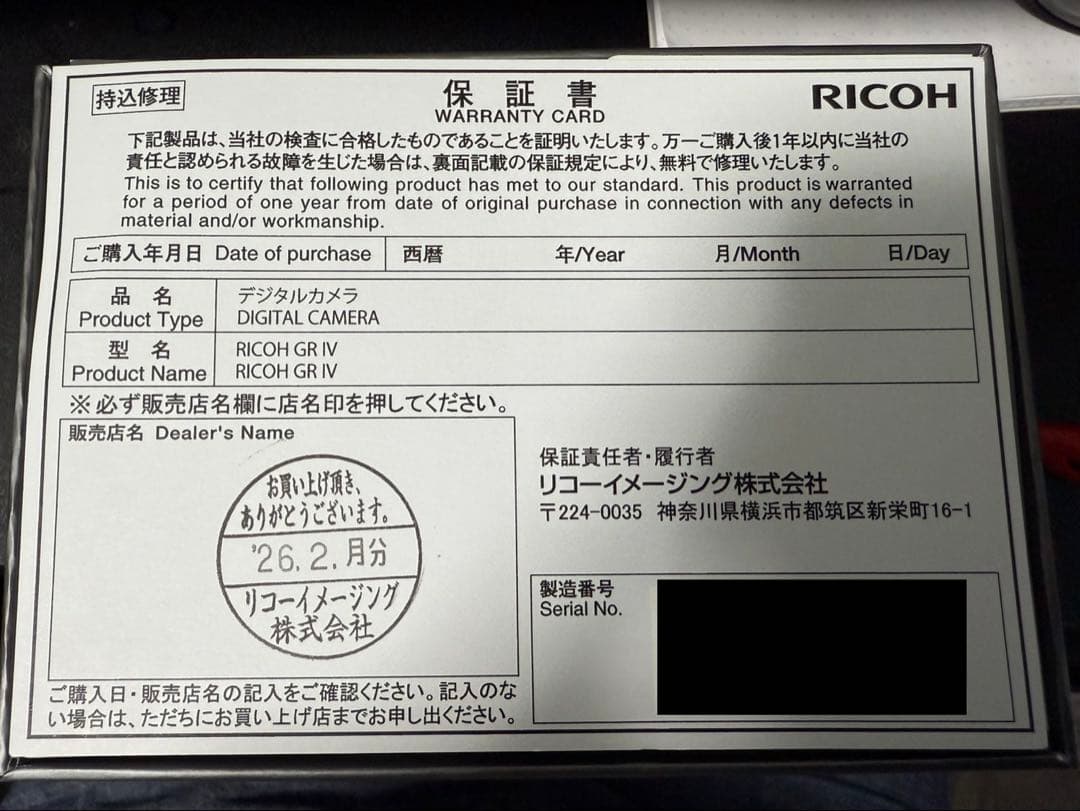 持込修理
保証書
WARRANTY CARD
RICOH
下記製品は、当社の検査に合格したものであることを証明いたします。万一ご購入後1年以内に当社の
責任と認められる故障を生じた場合は、裏面記載の保証規定により、無料で修理いたします。
This is to certify that following product has met to our standard. This product is warranted
for a period of one year from date of original purchase in connection with any defects in
material and/or workmanship.
ご購入年月日 Date of purchase 西暦 年/Year 月/Month 日/Day
品名 デジタルカメラ
Product Type DIGITAL CAMERA
型名 RICOH GR IV
Product Name RICOH GR IV
※必ず販売店名欄に店名印を押してください。
販売店名 Dealer's Name
お買い上げ頂き、
ありがとうございます。
'26.2.月分
リコーイメージング
株式会社
ご購入日・販売店名の記入をご確認ください。記入のな
い場合は、ただちにお買い上げ店までお申し出ください。
保証責任者・履行者
リコーイメージング株式会社
〒224-0035 神奈川県横浜市都筑区新栄町16-1
製造番号
Serial No.